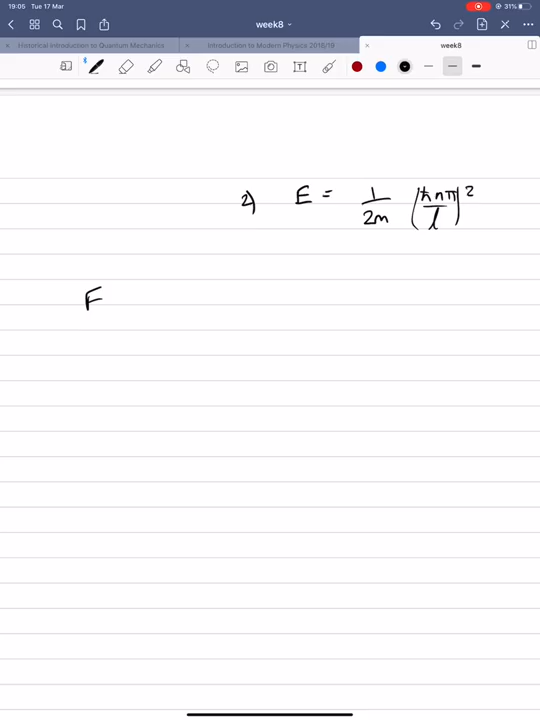 19:05 Tue 17 Mar
31%
week8
Historical Introduction to Quantum Mechanics
Introduction to Modern Physics 2018/19
week8
2) E = 1/2m (ħnπ/l)²
F